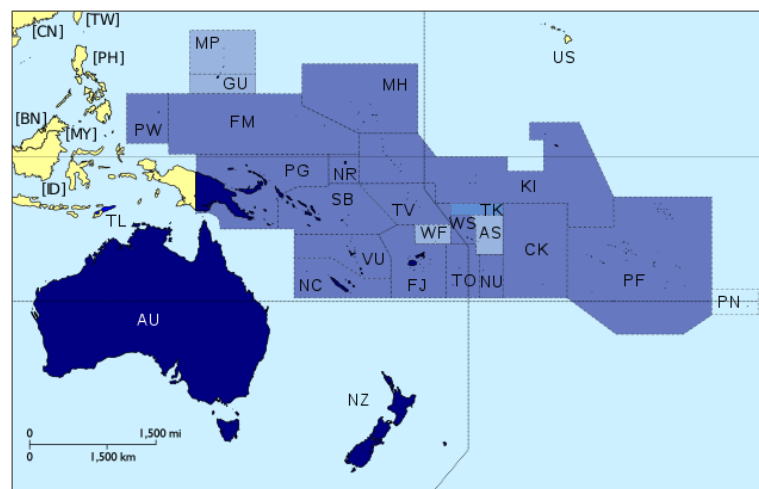 [CN]
[TW]
MP
US
[PH]
GU
MH
[BN]
[MY]
PW
FM
PG
NR
KI
[ID]
SB
TV
TK
TL
WS
WF
AS
CK
VU
NC
FJ
TO
NU
PF
PN
AU
NZ
0 1,500 mi
0 1,500 km